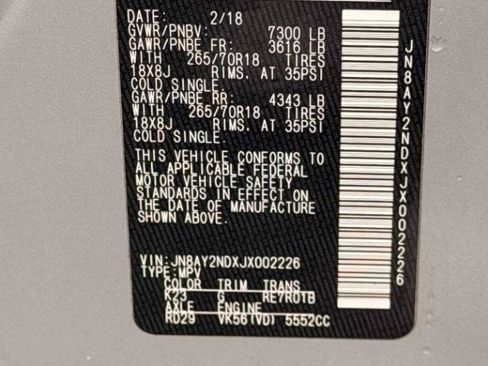 DATE: 2/18
GVWR/PNBV: 7300 LB
GAWR/PNBE FR: 3616 LB
WITH 265/70R18 TIRES
18X8J RIMS. AT 35PSI
COLD SINGLE.
GAWR/PNBE RR: 4343 LB
WITH 265/70R18 TIRES
18X8J RIMS. AT 35PSI
COLD SINGLE.
THIS VEHICLE CONFORMS TO
ALL APPLICABLE FEDERAL
MOTOR VEHICLE SAFETY
STANDARDS IN EFFECT ON
THE DATE OF MANUFACTURE
SHOWN ABOVE.
VIN: JN8AY2NDXJX002226
TYPE: MPV
COLOR TRIM TRANS
K23 G RE7R01B
AXLE ENGINE
RD29 VK56(VD) 5552CC
JN8AY2NDXJX002226